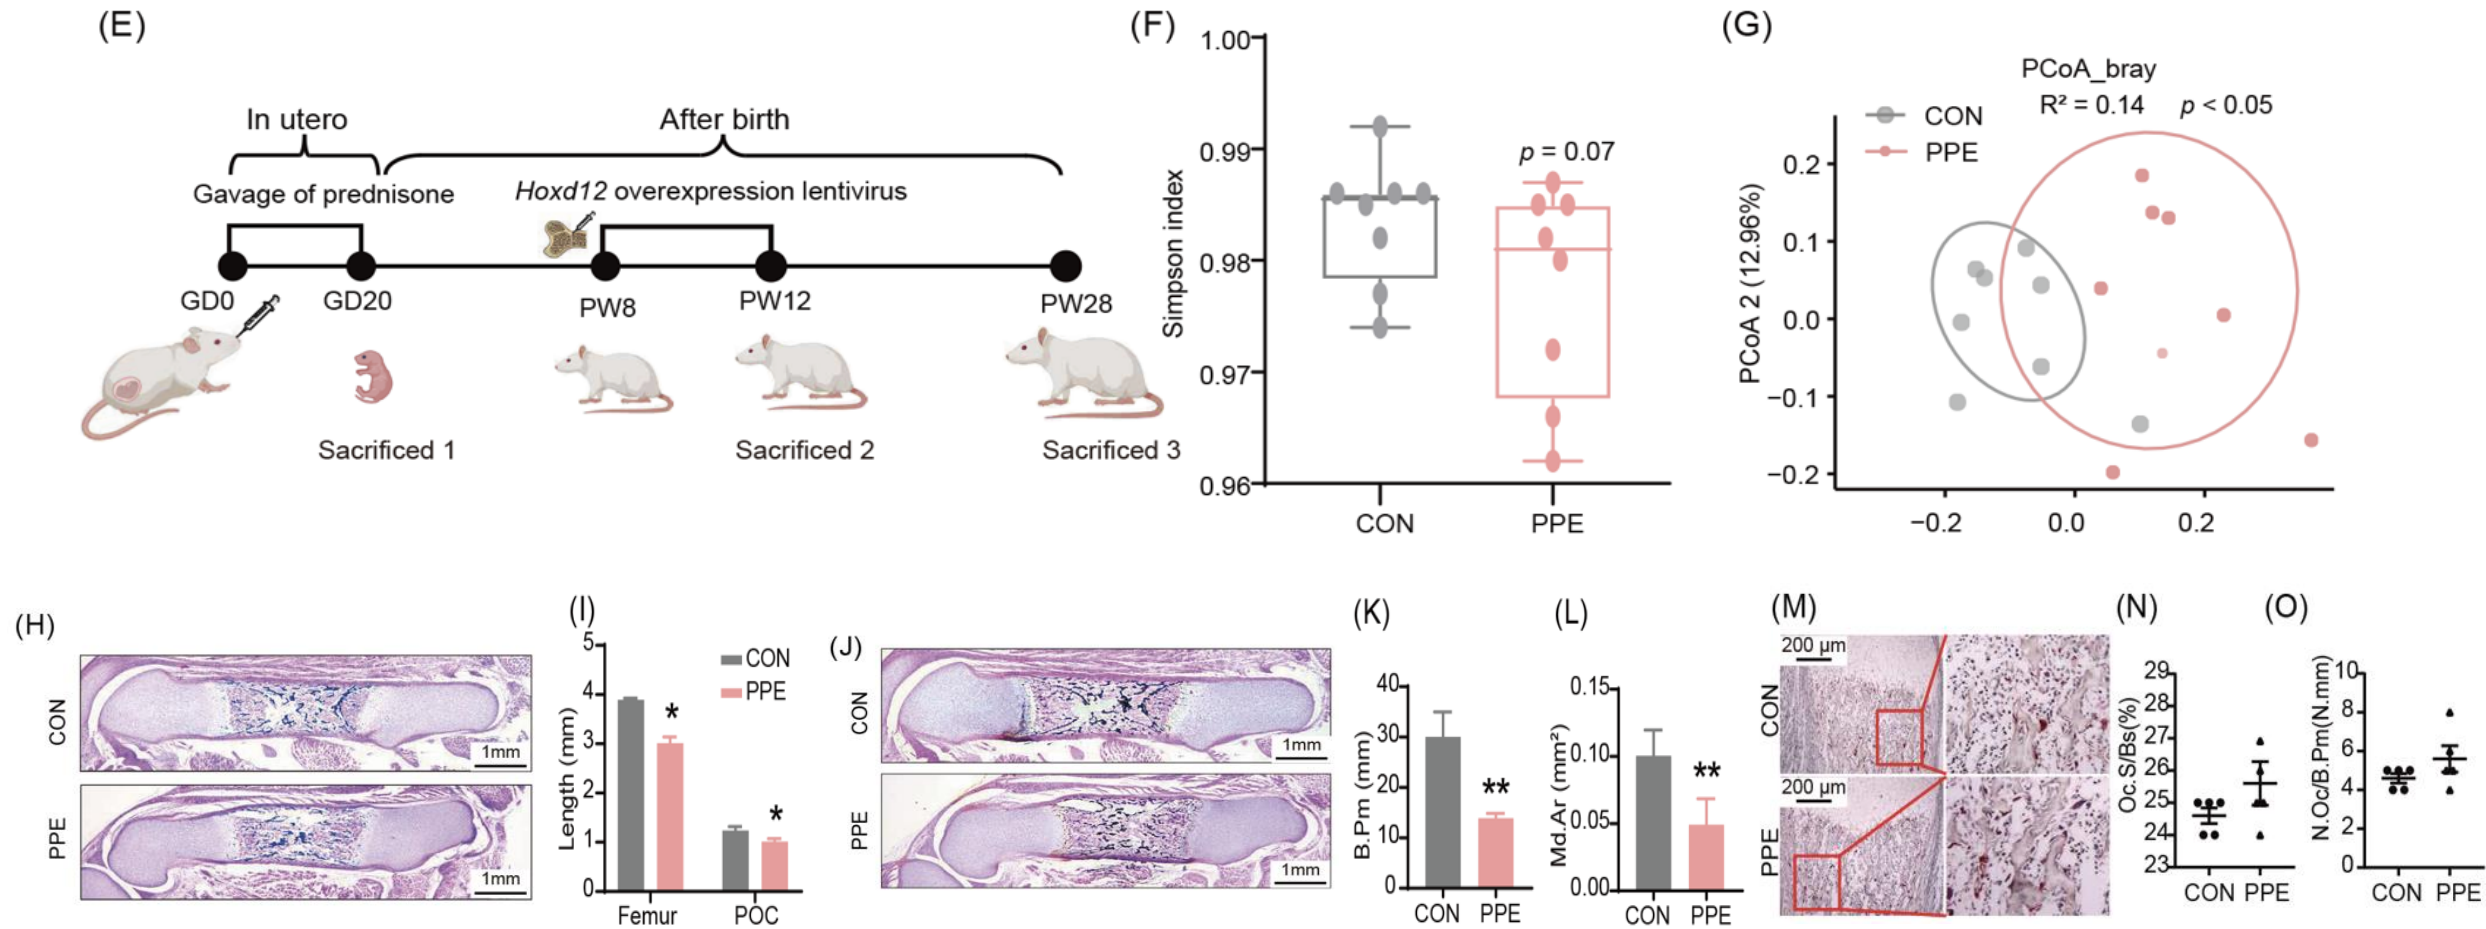 (E)
In utero
After birth
Gavage of prednisone
Hoxd12 overexpression lentivirus
GD0
GD20
PW8
PW12
PW28
Sacrificed 1
Sacrificed 2
Sacrificed 3
(F)
Simpson index
1.00
0.99
0.98
0.97
0.96
p = 0.07
CON
PPE
(G)
PCoA_bray
R² = 0.14 p < 0.05
CON
PPE
PCoA 2 (12.96%)
0.2
0.1
0.0
−0.1
−0.2
−0.2
0.0
0.2
(H)
CON
1mm
PPE
1mm
(I)
Length (mm)
5
4
3
2
1
0
CON
PPE
*
*
Femur
POC
(J)
CON
1mm
PPE
1mm
(K)
B.Pm (mm)
40
30
20
10
0
**
CON
PPE
(L)
Md.Ar (mm²)
0.15
0.10
0.05
0.00
**
CON
PPE
(M)
CON
200 μm
PPE
200 μm
(N)
Oc.S/Bs(%)
29
28
27
26
25
24
23
CON
PPE
(O)
N.Oc/B.Pm(N.mm)
10
8
6
4
2
0
CON
PPE